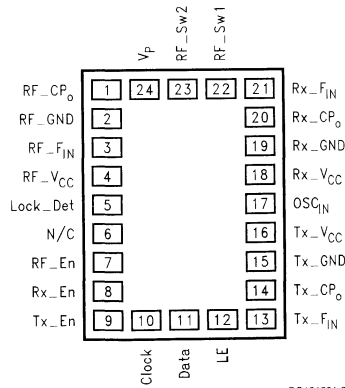 V_P RF_Sw2 RF_Sw1
RF_CP_o 1 24 23 22 21 Rx_F_IN
RF_GND 2 20 Rx_CP_o
RF_F_IN 3 19 Rx_GND
RF_V_CC 4 18 Rx_V_CC
Lock_Det 5 17 OSC_IN
N/C 6 16 Tx_V_CC
RF_En 7 15 Tx_GND
Rx_En 8 14 Tx_CP_o
Tx_En 9 10 11 12 13 Tx_F_IN
Clock Data LE